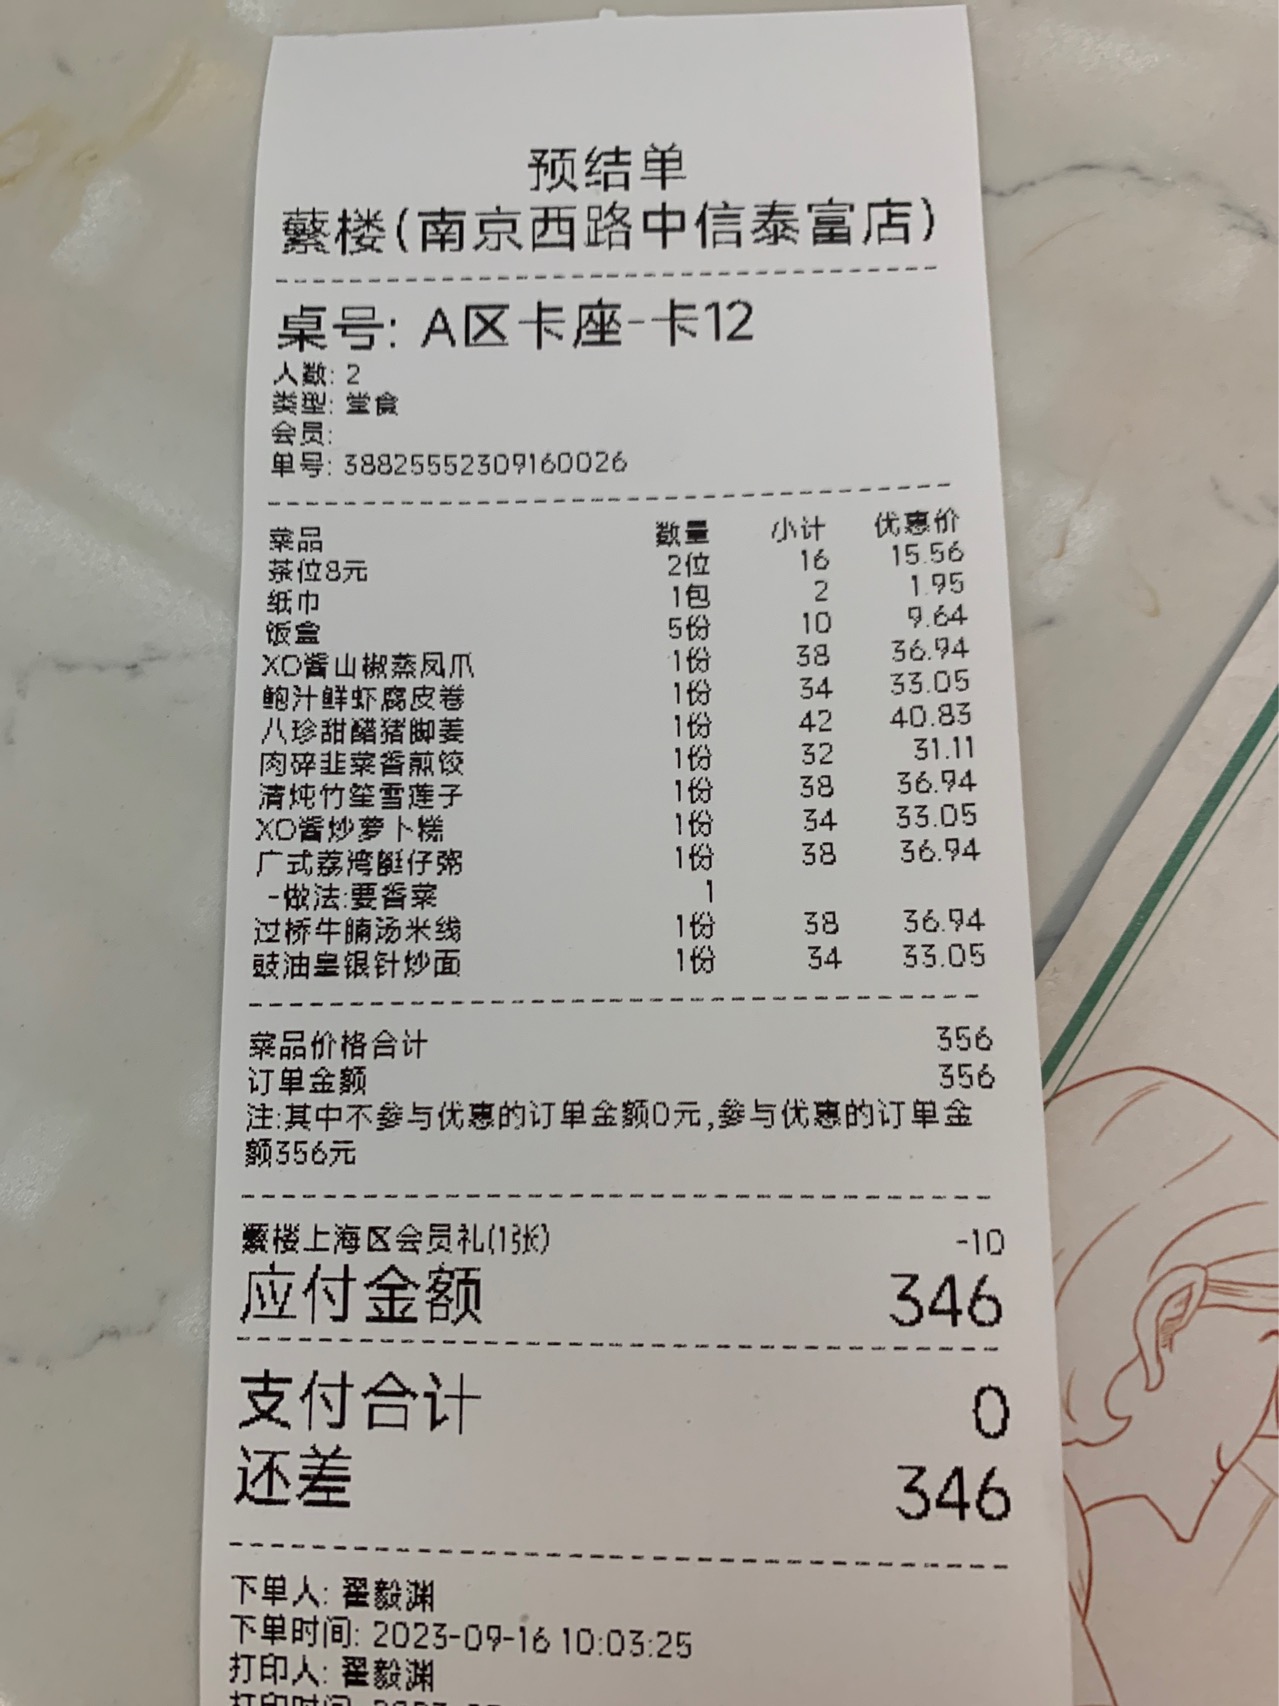 预结单
蘩楼(南京西路中信泰富店)
桌号: A区卡座-卡12
人数: 2
类型: 堂食
会员:
单号: 38825552309160026
菜品 数量 小计 优惠价
茶位8元 2位 16 15.56
纸巾 1包 2 1.95
饭盒 5份 10 9.64
XO酱山椒蒸凤爪 1份 38 36.94
鲍汁鲜虾腐皮卷 1份 34 33.05
八珍甜醋猪脚姜 1份 42 40.83
肉碎韭菜香煎饺 1份 32 31.11
清炖竹笙雪莲子 1份 38 36.94
XO酱炒萝卜糕 1份 34 33.05
广式荔湾艇仔粥 1份 38 36.94
-做法:要香菜 1
过桥牛腩汤米线 1份 38 36.94
豉油皇银针炒面 1份 34 33.05
菜品价格合计 356
订单金额 356
注:其中不参与优惠的订单金额0元,参与优惠的订单金
额356元
蘩楼上海区会员礼(1张) -10
应付金额 346
支付合计 0
还差 346
下单人: 翟毅渊
下单时间: 2023-09-16 10:03:25
打印人: 翟毅渊